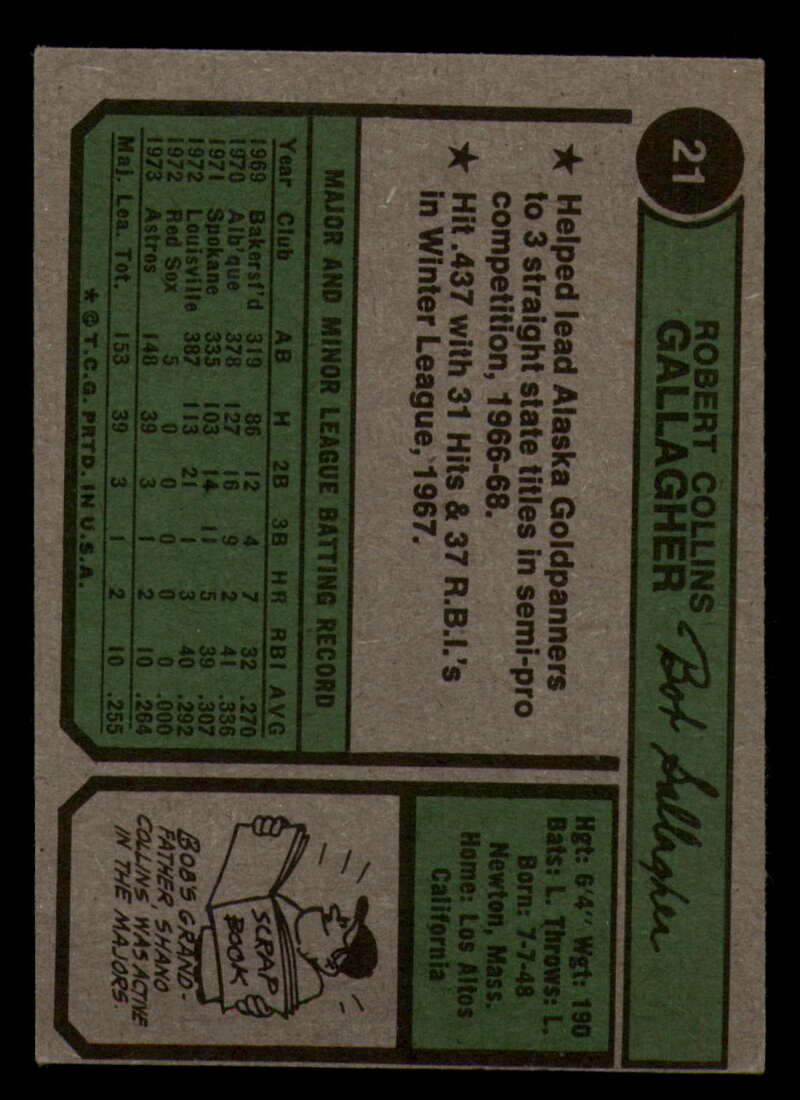 21
ROBERT COLLINS
GALLAGHER
Bob Gallagher
★ Helped lead Alaska Goldpanners
to 3 straight state titles in semi-pro
competition, 1966-68.
★ Hit .437 with 31 Hits & 37 R.B.I.'s
in Winter League, 1967.
Hgt: 6'4" Wgt: 190
Bats: L. Throws: L.
Born: 7-7-48
Newton, Mass.
Home: Los Altos
California
MAJOR AND MINOR LEAGUE BATTING RECORD
Year Club AB H 2B 3B HR RBI AVG
1969 Bakersf'd 319 86 12 4 7 32 .270
1970 Alb'que 378 127 16 9 2 41 .336
1971 Spokane 335 103 14 11 5 39 .307
1972 Louisville 387 113 21 1 3 40 .292
1972 Red Sox 5 0 0 0 0 0 .000
1973 Astros 148 39 3 1 2 10 .264
Maj. Lea. Tot. 153 39 3 1 2 10 .255
* © T.C.G. PRTD. IN U.S.A.
SCRAP
BOOK
BOB'S GRAND-
FATHER SHANO
COLLINS WAS ACTIVE
IN THE MAJORS.